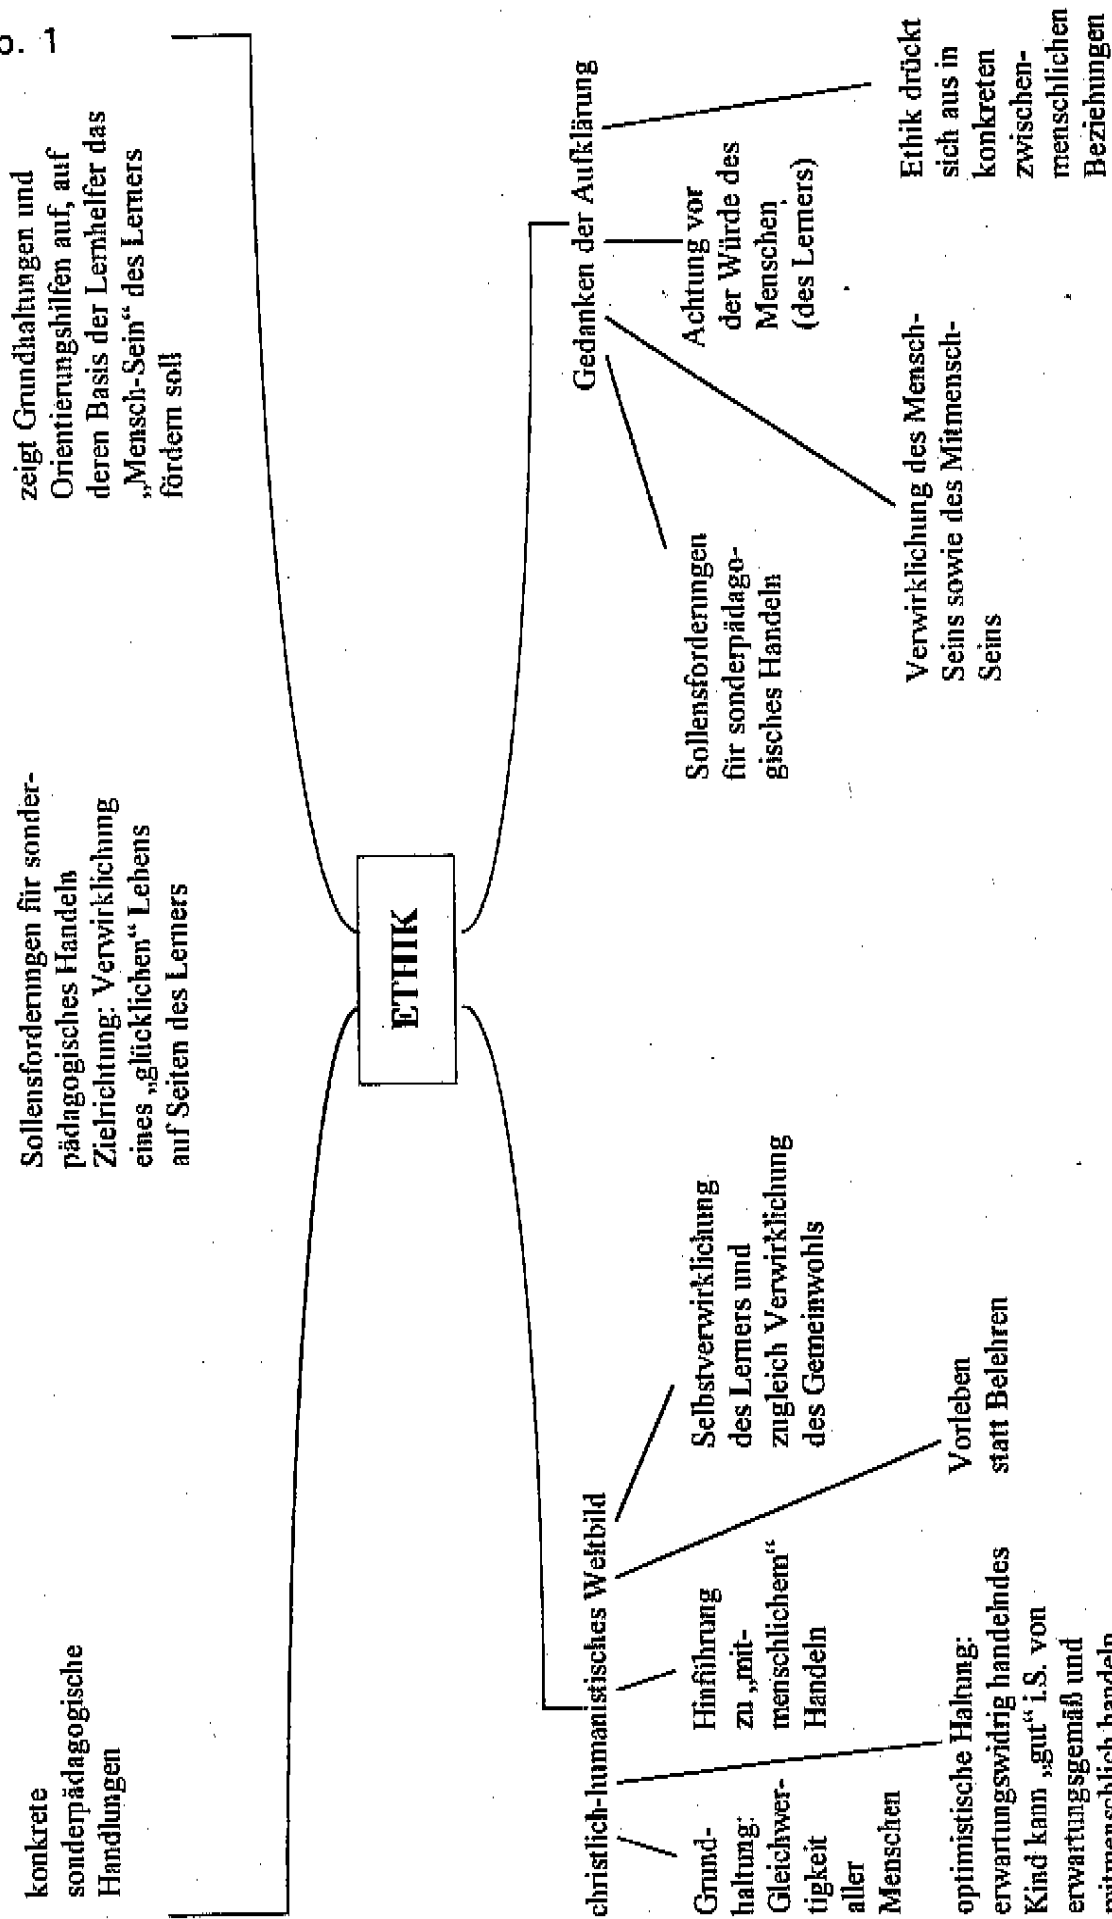 o. 1
konkrete
sonderpädagogische
Handlungen
Sollensforderungen für sonder-
pädagogisches Handeln
Zielrichtung: Verwirklichung
eines „glücklichen“ Lebens
auf Seiten des Lerners
zeigt Grundhaltungen und
Orientierungshilfen auf, auf
deren Basis der Lernhelfer das
„Mensch-Sein“ des Lerners
fördern soll
ETHIK
christlich-humanistisches Weltbild
Grund-
haltung:
Gleichwer-
tigkeit
aller
Menschen
Hinführung
zu „mit-
menschlichem“
Handeln
Selbstverwirklichung
des Lerners und
zugleich Verwirklichung
des Gemeinwohls
optimistische Haltung:
erwartungswidrig handelndes
Kind kann „gut“ i.S. von
erwartungsgemäß und
mitmenschlich handeln
Vorleben
statt Belehren
Gedanken der Aufklärung
Sollensforderungen
für sonderpädago-
gisches Handeln
Achtung vor
der Würde des
Menschen
(des Lerners)
Verwirklichung des Mensch-
Seins sowie des Mitmensch-
Seins
Ethik drückt
sich aus in
konkreten
zwischen-
menschlichen
Beziehungen